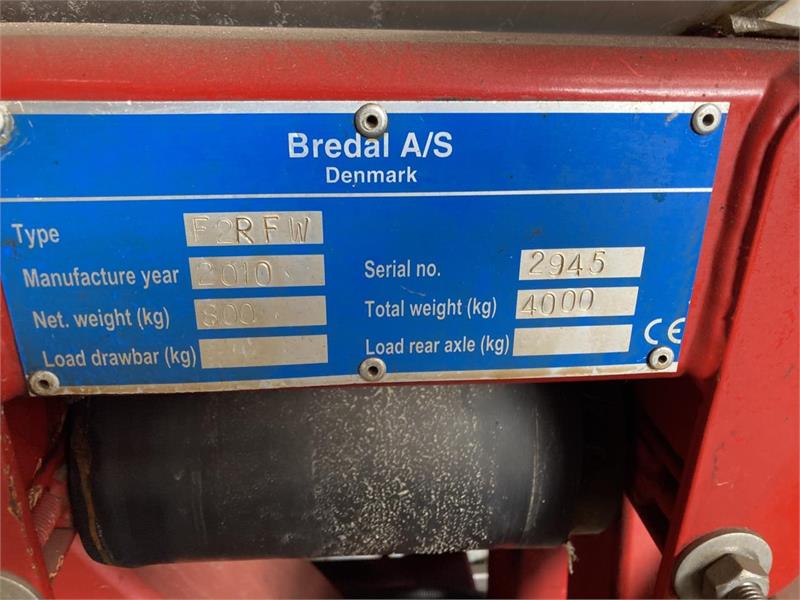 Bredal A/S
Denmark
Type F2RFW
Manufacture year 2010 Serial no. 2945
Net. weight (kg) 800 Total weight (kg) 4000
Load drawbar (kg) Load rear axle (kg) CE